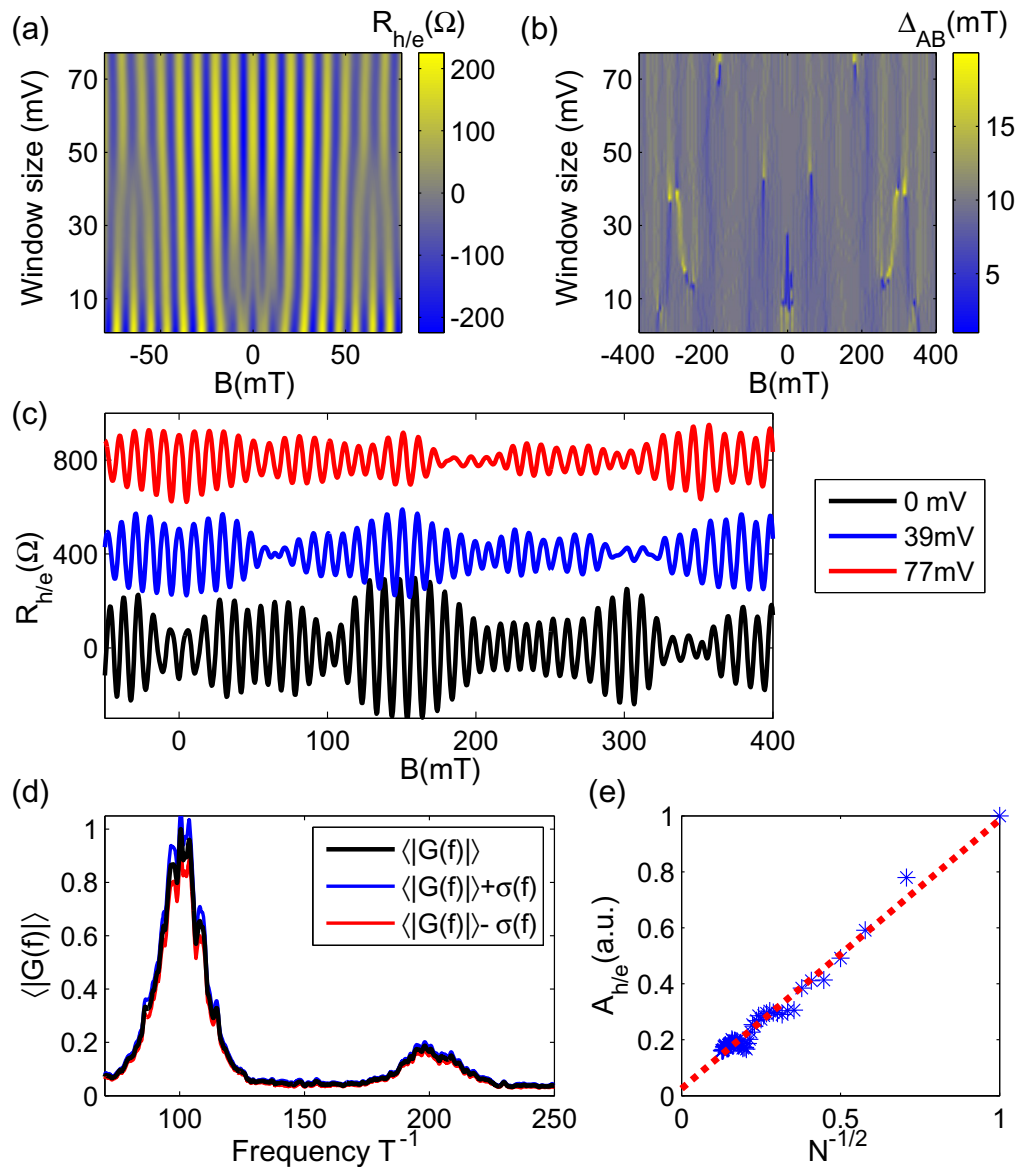 (a)
R_h/e(Ω)
Window size (mV)
70
50
30
10
-50
0
50
B(mT)
200
100
0
-100
-200
(b)
Δ_AB(mT)
Window size (mV)
70
50
30
10
-400
-200
0
200
400
B(mT)
15
10
5
(c)
R_h/e(Ω)
800
400
0
0
100
200
300
400
B(mT)
0 mV
39mV
77mV
(d)
⟨|G(f)|⟩
1
0.8
0.6
0.4
0.2
0
100
150
200
250
Frequency T⁻¹
⟨|G(f)|⟩
⟨|G(f)|⟩+σ(f)
⟨|G(f)|⟩- σ(f)
(e)
A_h/e(a.u.)
1
0.8
0.6
0.4
0.2
0
0
0.5
1
N^-1/2